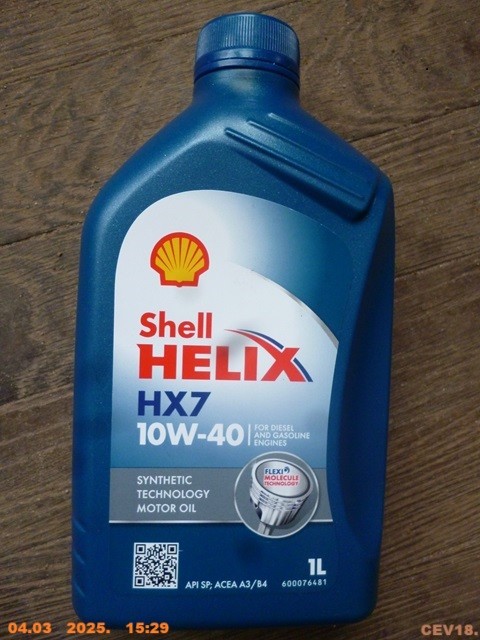 Shell
HELIX
HX7
10W-40
FOR DIESEL
AND GASOLINE
ENGINES
SYNTHETIC
TECHNOLOGY
MOTOR OIL
FLEXI
MOLECULE
TECHNOLOGY
1L
API SP; ACEA A3/B4
600076481
04.03 2025. 15:29
CEV18.